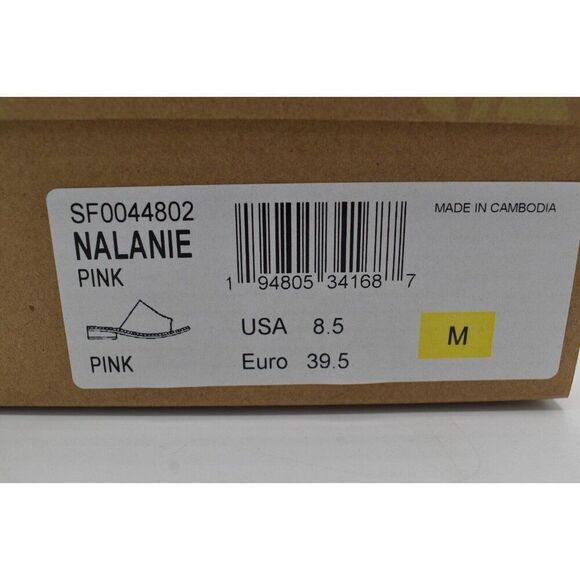 SF0044802
NALANIE
PINK
MADE IN CAMBODIA
1 94805 34168 7
USA 8.5
Euro 39.5
M
PINK